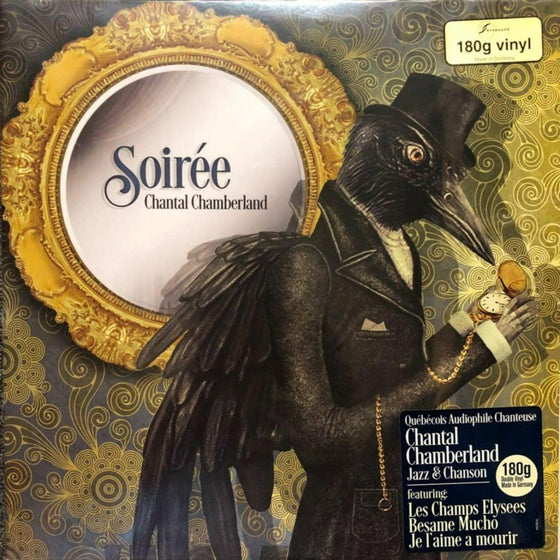 180g vinyl
Made in Germany
Soirée
Chantal Chamberland
Québécois Audiophile Chanteuse
Chantal
Chamberland
Jazz & Chanson
180g
Double Vinyl
Made In Germany
featuring:
Les Champs Elysees
Besame Mucho
Je l'aime a mourir